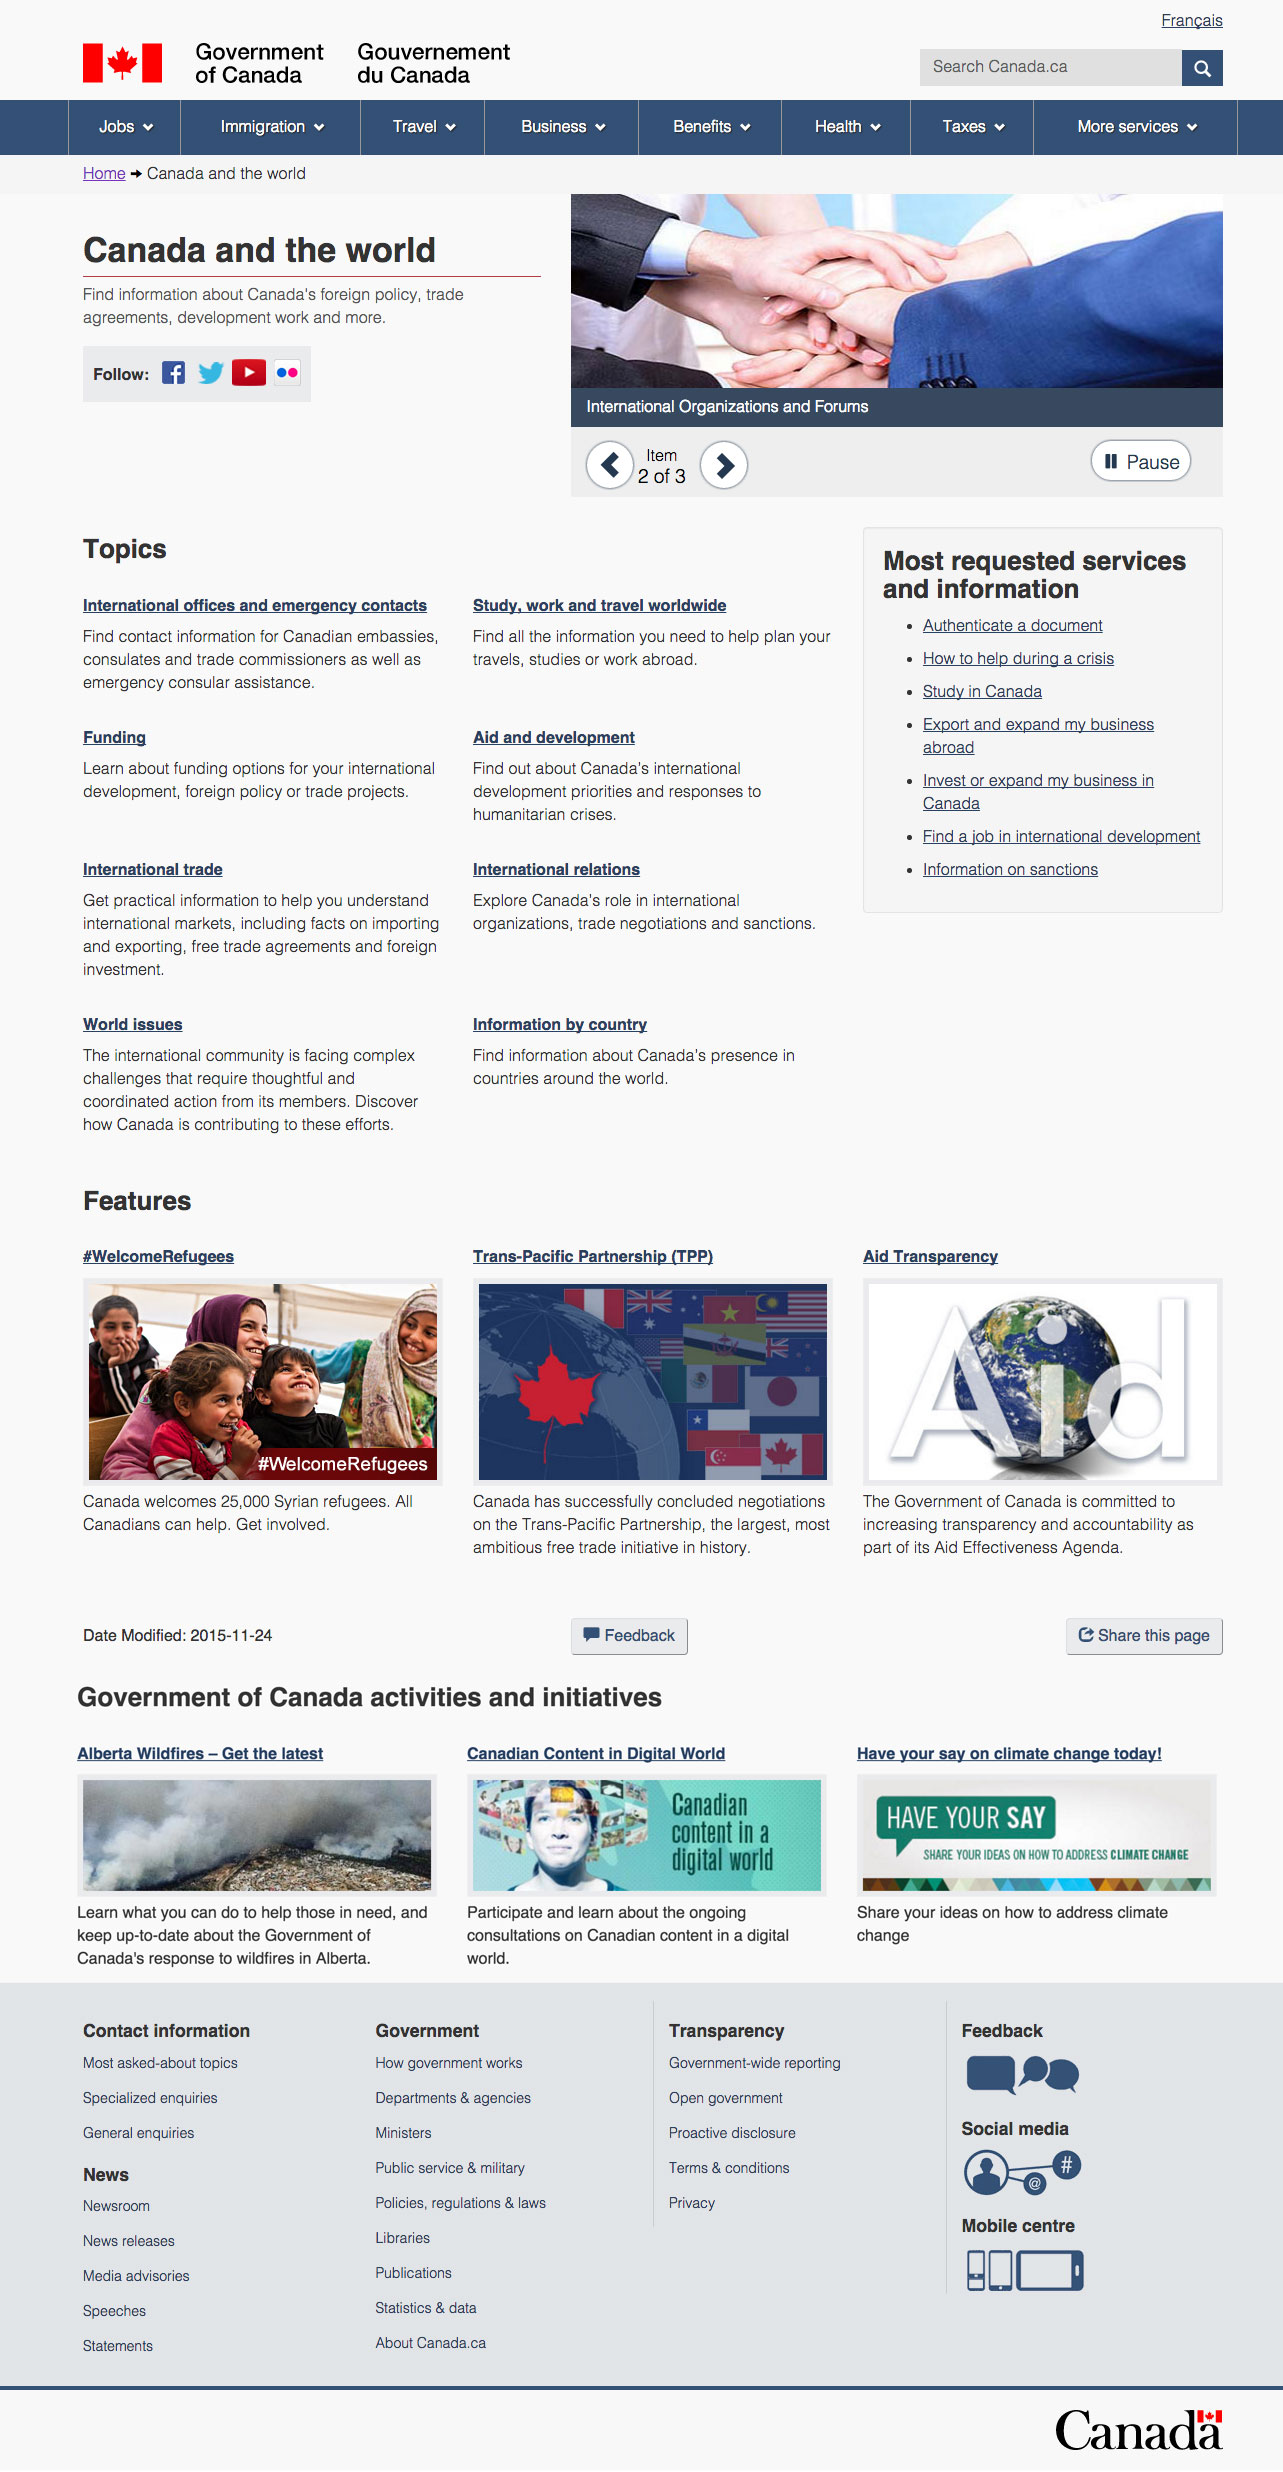 Français
Government
of Canada
Gouvernement
du Canada
Search Canada.ca
Jobs
Immigration
Travel
Business
Benefits
Health
Taxes
More services
Home Canada and the world
Canada and the world
Find information about Canada's foreign policy, trade
agreements, development work and more.
Follow:
International Organizations and Forums
Item
2 of 3
Pause
Topics
International offices and emergency contacts
Find contact information for Canadian embassies,
consulates and trade commissioners as well as
emergency consular assistance.
Study, work and travel worldwide
Find all the information you need to help plan your
travels, studies or work abroad.
Funding
Learn about funding options for your international
development, foreign policy or trade projects.
Aid and development
Find out about Canada's international
development priorities and responses to
humanitarian crises.
International trade
Get practical information to help you understand
international markets, including facts on importing
and exporting, free trade agreements and foreign
investment.
International relations
Explore Canada's role in international
organizations, trade negotiations and sanctions.
World issues
The international community is facing complex
challenges that require thoughtful and
coordinated action from its members. Discover
how Canada is contributing to these efforts.
Information by country
Find information about Canada's presence in
countries around the world.
Most requested services
and information
Authenticate a document
How to help during a crisis
Study in Canada
Export and expand my business
abroad
Invest or expand my business in
Canada
Find a job in international development
Information on sanctions
Features
#WelcomeRefugees
#WelcomeRefugees
Canada welcomes 25,000 Syrian refugees. All
Canadians can help. Get involved.
Trans-Pacific Partnership (TPP)
Canada has successfully concluded negotiations
on the Trans-Pacific Partnership, the largest, most
ambitious free trade initiative in history.
Aid Transparency
Aid
The Government of Canada is committed to
increasing transparency and accountability as
part of its Aid Effectiveness Agenda.
Date Modified: 2015-11-24
Feedback
Share this page
Government of Canada activities and initiatives
Alberta Wildfires – Get the latest
Learn what you can do to help those in need, and
keep up-to-date about the Government of
Canada's response to wildfires in Alberta.
Canadian Content in Digital World
Canadian
content in a
digital world
Participate and learn about the ongoing
consultations on Canadian content in a digital
world.
Have your say on climate change today!
HAVE YOUR SAY
SHARE YOUR IDEAS ON HOW TO ADDRESS CLIMATE CHANGE
Share your ideas on how to address climate
change
Contact information
Most asked-about topics
Specialized enquiries
General enquiries
News
Newsroom
News releases
Media advisories
Speeches
Statements
Government
How government works
Departments & agencies
Ministers
Public service & military
Policies, regulations & laws
Libraries
Publications
Statistics & data
About Canada.ca
Transparency
Government-wide reporting
Open government
Proactive disclosure
Terms & conditions
Privacy
Feedback
Social media
@ #
Mobile centre
Canada